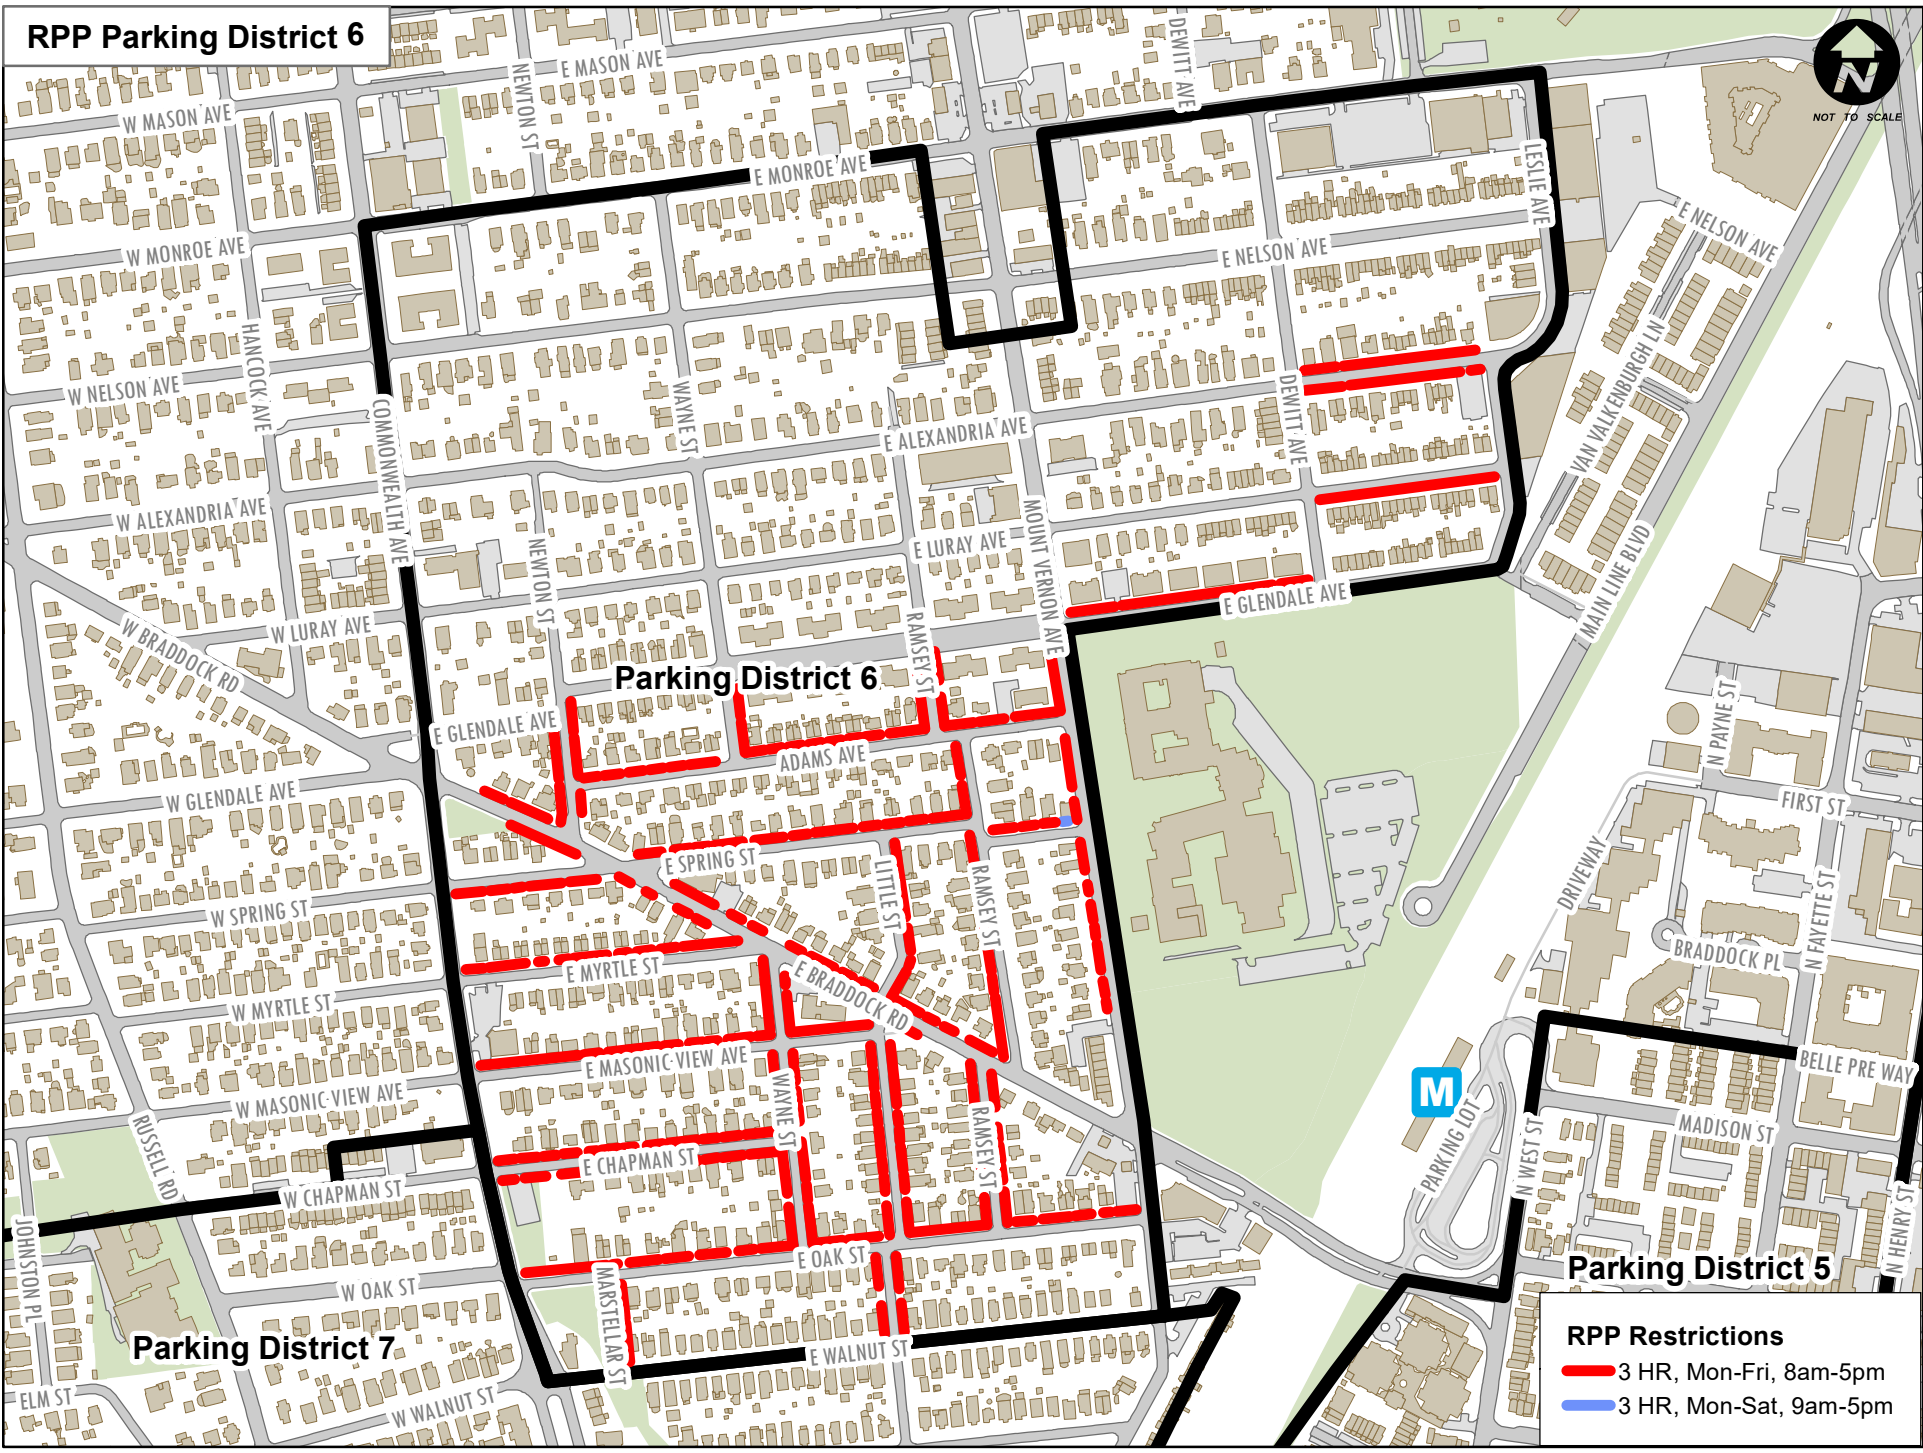 RPP Parking District 6
E MASON AVE
DEWITT AVE
NEWTON ST
W MASON AVE
N
NOT TO SCALE
E MONROE AVE
LESLIE AVE
E NELSON AVE
W MONROE AVE
E NELSON AVE
HANCOCK AVE
VAN VALKENBURGH LN
W NELSON AVE
COMMONWEALTH AVE
WAYNE ST
DEWITT AVE
E ALEXANDRIA AVE
W ALEXANDRIA AVE
MOUNT VERNON AVE
E LURAY AVE
NEWTON ST
MAIN LINE BLVD
E GLENDALE AVE
W LURAY AVE
W BRADDOCK RD
RAMSEY ST
Parking District 6
N PAYNE ST
E GLENDALE AVE
ADAMS AVE
W GLENDALE AVE
FIRST ST
E SPRING ST
LITTLE ST
RAMSEY ST
DRIVEWAY
N FAYETTE ST
W SPRING ST
BRADDOCK PL
E MYRTLE ST
E BRADDOCK RD
W MYRTLE ST
E MASONIC VIEW AVE
BELLE PRE WAY
W MASONIC VIEW AVE
WAYNE ST
RAMSEY ST
M
PARKING LOT
MADISON ST
RUSSELL RD
E CHAPMAN ST
N WEST ST
W CHAPMAN ST
N HENRY ST
JOHNSTON PL
E OAK ST
Parking District 5
W OAK ST
MARSTELLAR ST
Parking District 7
E WALNUT ST
ELM ST
W WALNUT ST
RPP Restrictions
3 HR, Mon-Fri, 8am-5pm
3 HR, Mon-Sat, 9am-5pm